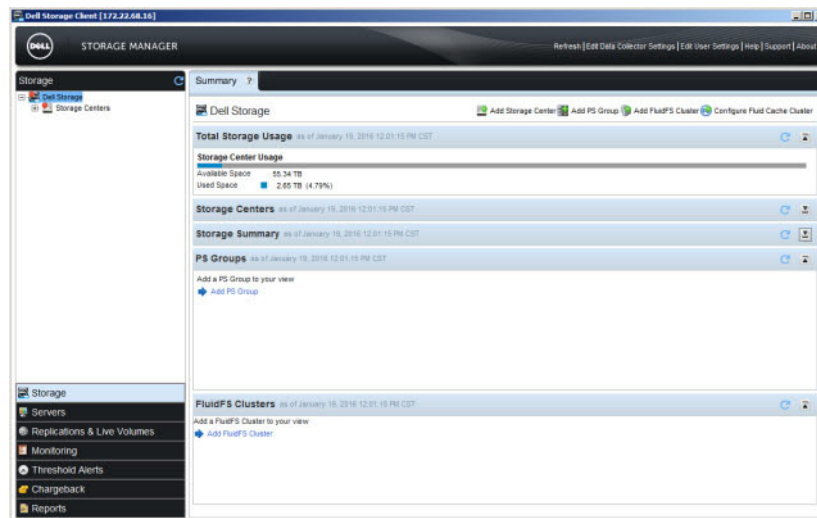 Dell Storage Client [172.22.68.16]
DELL
STORAGE MANAGER
Refresh | Edit Data Collector Settings | Edit User Settings | Help | Support | About
Storage
Summary ?
Dell Storage
Storage Centers
Dell Storage
Add Storage Center Add PS Group Add FluidFS Cluster Configure Fluid Cache Cluster
Total Storage Usage as of January 19, 2016 12:01:15 PM CST
Storage Center Usage
Available Space 55.34 TB
Used Space 2.65 TB (4.79%)
Storage Centers as of January 19, 2016 12:01:15 PM CST
Storage Summary as of January 19, 2016 12:01:15 PM CST
PS Groups as of January 19, 2016 12:01:15 PM CST
Add a PS Group to your view
Add PS Group
FluidFS Clusters as of January 19, 2016 12:01:15 PM CST
Add a FluidFS Cluster to your view
Add FluidFS Cluster
Storage
Servers
Replications & Live Volumes
Monitoring
Threshold Alerts
Chargeback
Reports